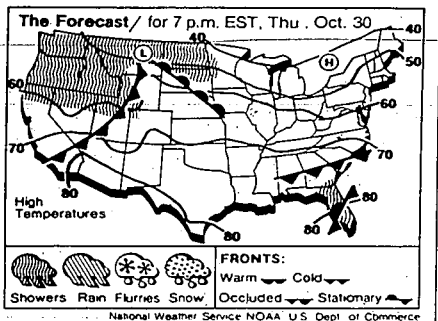 The Forecast / for 7 p.m. EST, Thu., Oct. 30
40
L
40
H
50
60
60
70
70
80
80
80
80
80
High
Temperatures
Showers Rain Flurries Snow
FRONTS:
Warm Cold
Occluded Stationary
National Weather Service NOAA U S Dept of Commerce